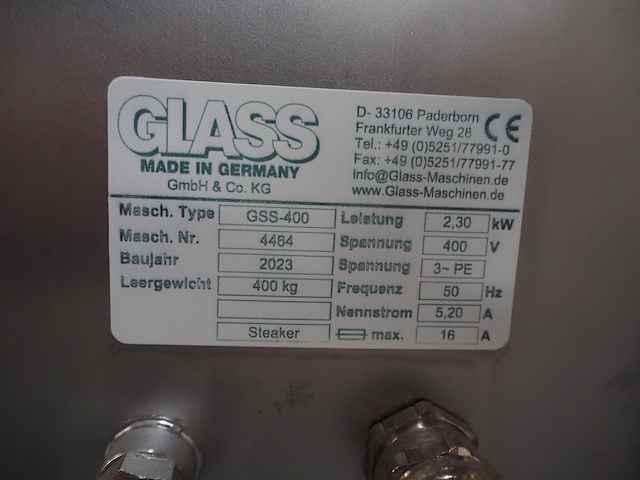 GLASS
MADE IN GERMANY
GmbH & Co. KG
D- 33106 Paderborn
Frankfurter Weg 28
Tel.: +49 (0)5251/77991-0
Fax: +49 (0)5251/77991-77
Info@Glass-Maschinen.de
www.Glass-Maschinen.de
CE
Masch. Type GSS-400 Leistung 2,30 kW
Masch. Nr. 4464 Spannung 400 V
Baujahr 2023 Spannung 3~ PE
Leergewicht 400 kg Frequenz 50 Hz
Nennstrom 5,20 A
Steaker max. 16 A